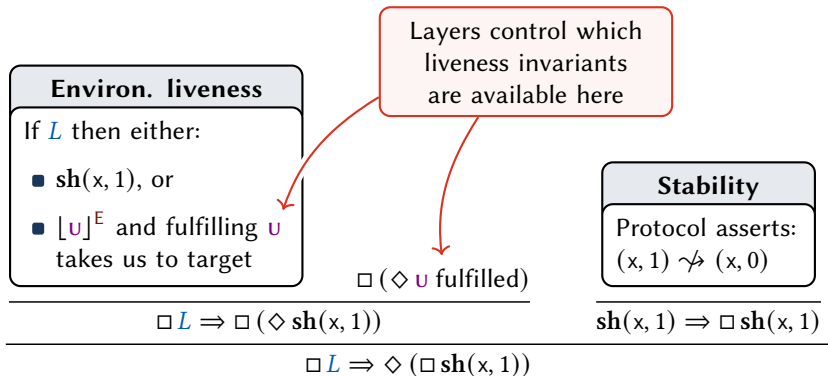 Layers control which
liveness invariants
are available here
Environ. liveness
If L then either:
sh(x, 1), or
⌊U⌋ᴱ and fulfilling U
takes us to target
Stability
Protocol asserts:
(x, 1) ↝̸ (x, 0)
□ (◇ U fulfilled)
□ L ⇒ □ (◇ sh(x, 1))
sh(x, 1) ⇒ □ sh(x, 1)
□ L ⇒ ◇ (□ sh(x, 1))